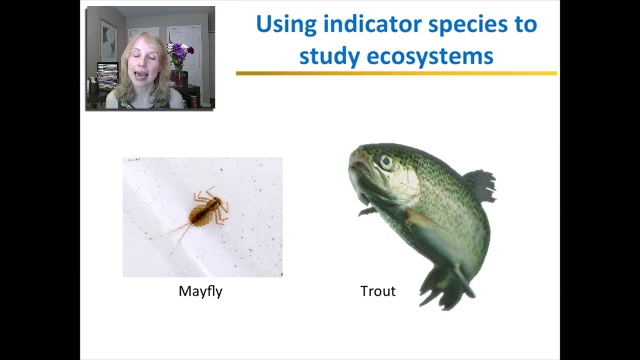 Using indicator species to
study ecosystems
Mayfly
Trout